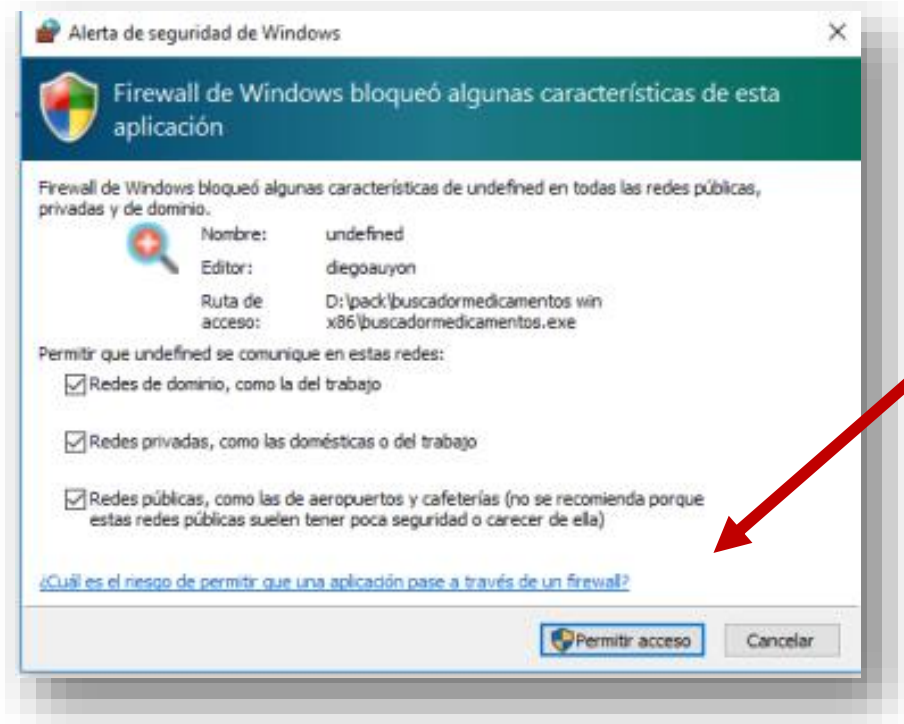 Alerta de seguridad de Windows
Firewall de Windows bloqueó algunas características de esta
aplicación
Firewall de Windows bloqueó algunas características de undefined en todas las redes públicas,
privadas y de dominio.
Nombre: undefined
Editor: diegoauyon
Ruta de D:\pack\buscadormedicamentos win
acceso: x86\buscadormedicamentos.exe
Permitir que undefined se comunique en estas redes:
Redes de dominio, como la del trabajo
Redes privadas, como las domésticas o del trabajo
Redes públicas, como las de aeropuertos y cafeterías (no se recomienda porque
estas redes públicas suelen tener poca seguridad o carecer de ella)
¿Cuál es el riesgo de permitir que una aplicación pase a través de un firewall?
Permitir acceso Cancelar